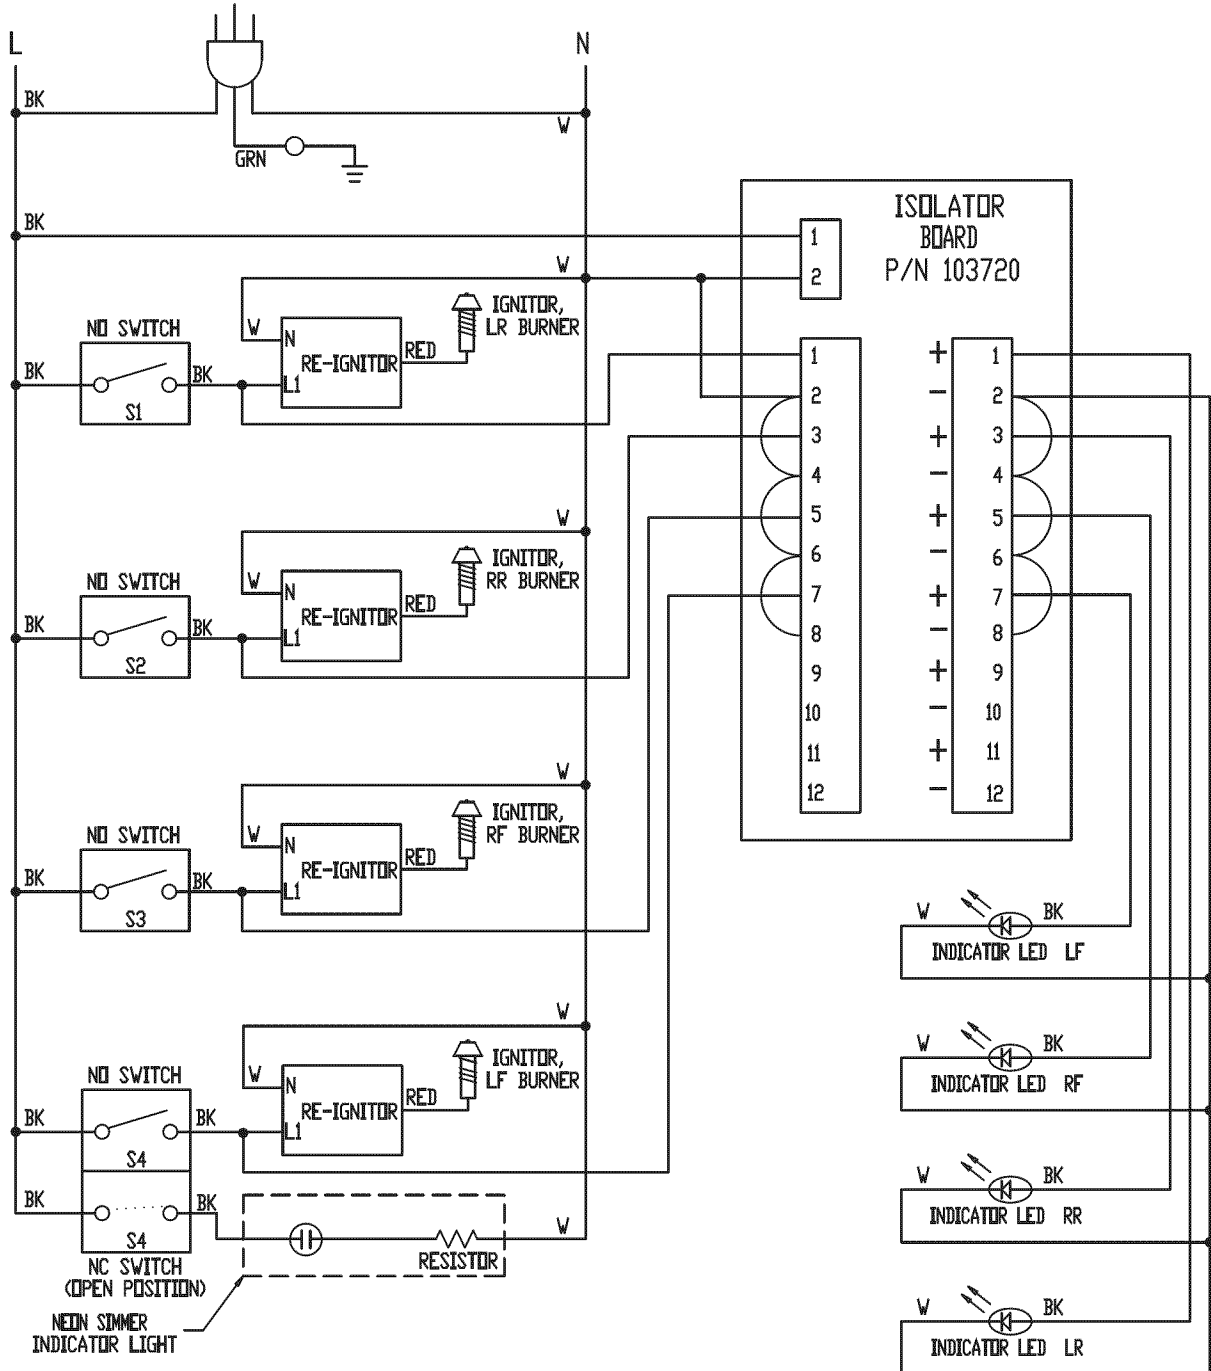 L
N
BK
W
GRN
BK
W
ISOLATOR
BOARD
P/N 103720
1
2
NO SWITCH
BK
S1
BK
W
N
RE-IGNITOR
L1
RED
IGNITOR,
LR BURNER
W
NO SWITCH
BK
S2
BK
W
N
RE-IGNITOR
L1
RED
IGNITOR,
RR BURNER
W
NO SWITCH
BK
S3
BK
W
N
RE-IGNITOR
L1
RED
IGNITOR,
RF BURNER
W
NO SWITCH
BK
S4
BK
W
N
RE-IGNITOR
L1
RED
IGNITOR,
LF BURNER
BK
S4
BK
NC SWITCH
(OPEN POSITION)
RESISTOR
W
NEON SIMMER
INDICATOR LIGHT
1 + 1
2 - 2
3 + 3
4 - 4
5 + 5
6 - 6
7 + 7
8 - 8
9 + 9
10 - 10
11 + 11
12 - 12
W BK
INDICATOR LED LF
W BK
INDICATOR LED RF
W BK
INDICATOR LED RR
W BK
INDICATOR LED LR